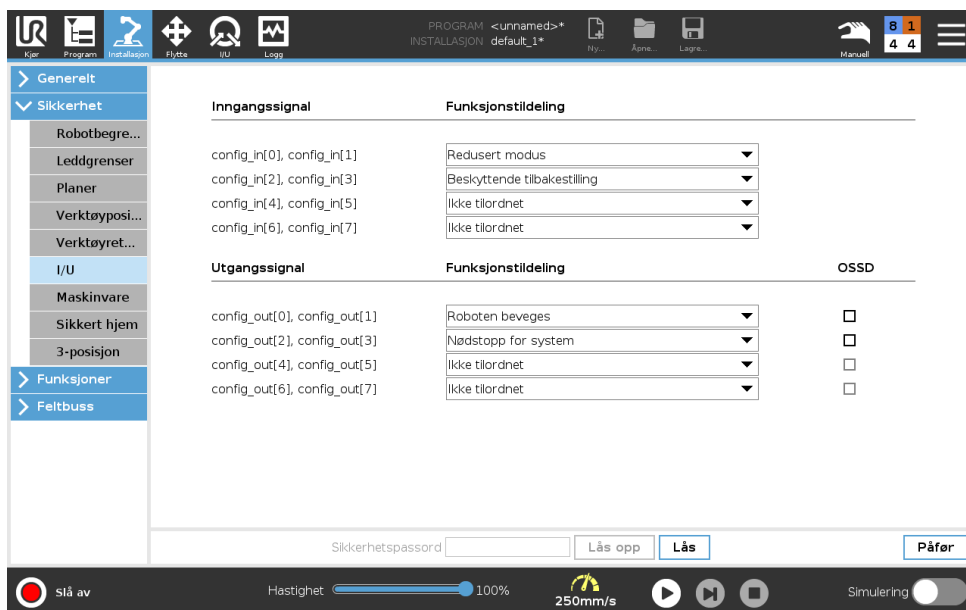 PROGRAM <unnamed>*
INSTALLASJON default_1*
Kjør Program Installasjon Flytte I/U Logg Ny... Åpne... Lagre... Manuell
8 1
4 4
Generelt
Sikkerhet
Robotbegre...
Leddgrenser
Planer
Verktøyposi...
Verktøyret...
I/U
Maskinvare
Sikkert hjem
3-posisjon
Funksjoner
Feltbuss
Inngangssignal Funksjonstildeling
config_in[0], config_in[1] Redusert modus
config_in[2], config_in[3] Beskyttende tilbakestilling
config_in[4], config_in[5] Ikke tilordnet
config_in[6], config_in[7] Ikke tilordnet
Utgangssignal Funksjonstildeling OSSD
config_out[0], config_out[1] Roboten beveges
config_out[2], config_out[3] Nødstopp for system
config_out[4], config_out[5] Ikke tilordnet
config_out[6], config_out[7] Ikke tilordnet
Sikkerhetspassord Lås opp Lås Påfør
Slå av Hastighet 100% 250mm/s Simulering